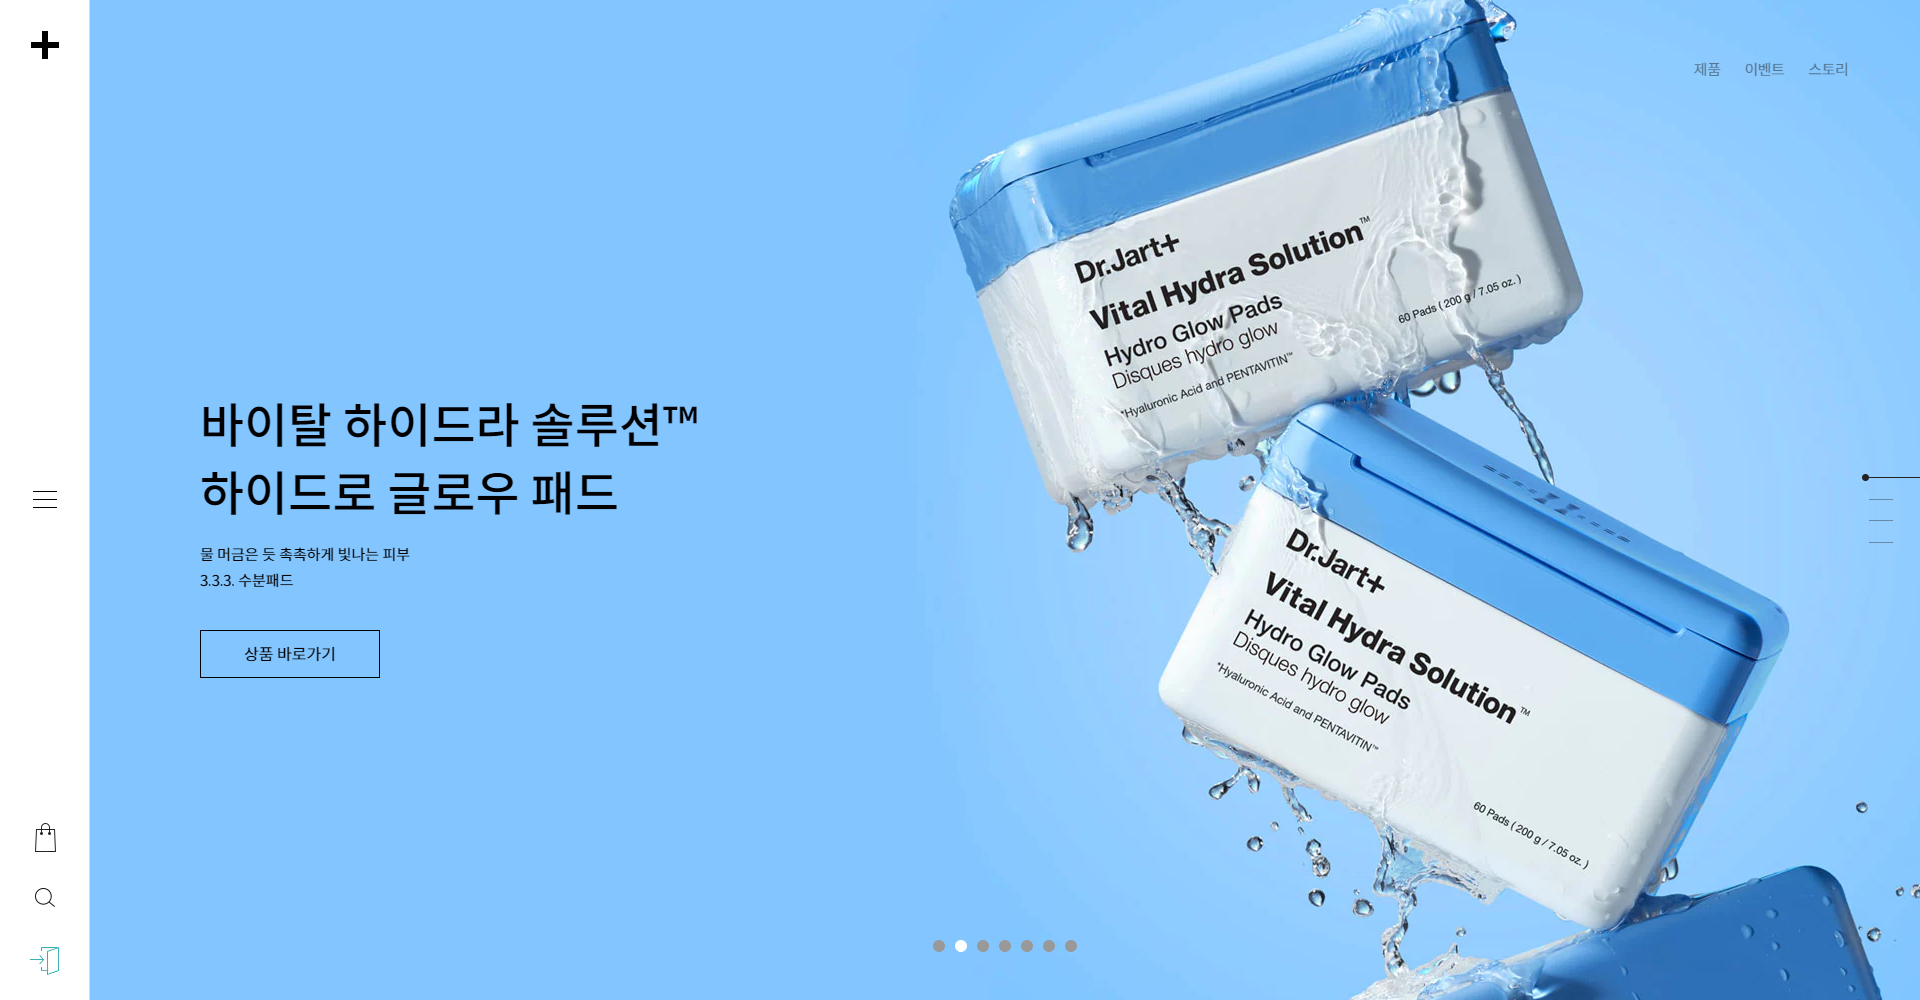 제품 이벤트 스토리
바이탈 하이드라 솔루션™
하이드로 글로우 패드
물 머금은 듯 촉촉하게 빛나는 피부
3.3.3. 수분패드
상품 바로가기
Dr.Jart+
Vital Hydra Solution™
Hydro Glow Pads
Disques hydro glow
*Hyaluronic Acid and PENTAVITIN™
60 Pads ( 200 g / 7.05 oz. )
Dr.Jart+
Vital Hydra Solution™
Hydro Glow Pads
Disques hydro glow
*Hyaluronic Acid and PENTAVITIN™
60 Pads ( 200 g / 7.05 oz. )